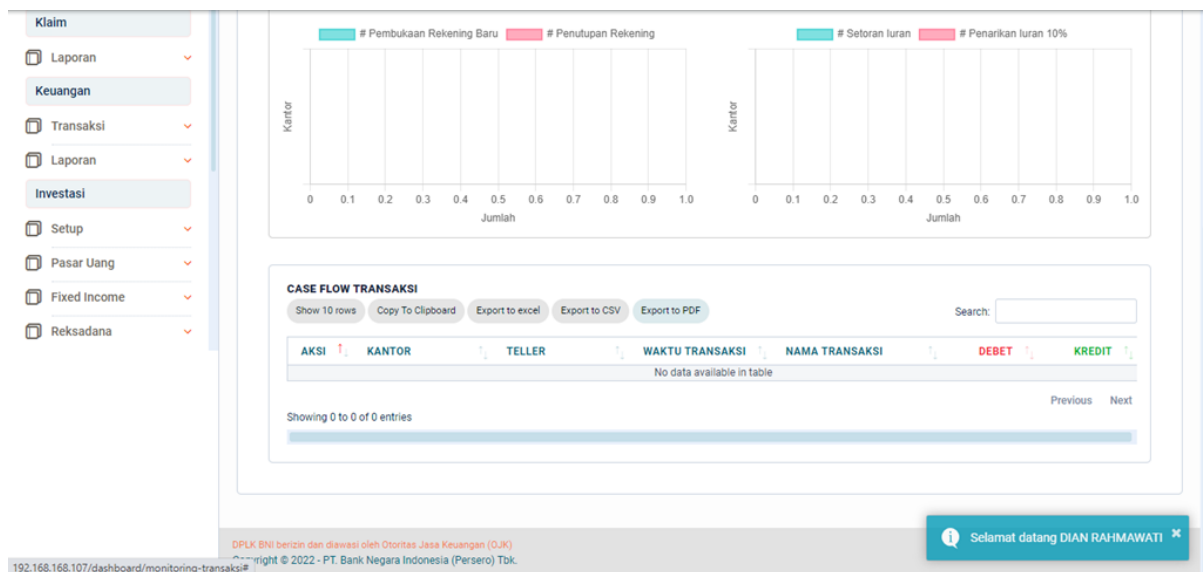 Klaim
Laporan
Keuangan
Transaksi
Laporan
Investasi
Setup
Pasar Uang
Fixed Income
Reksadana
# Pembukaan Rekening Baru # Penutupan Rekening
Kantor
0 0.1 0.2 0.3 0.4 0.5 0.6 0.7 0.8 0.9 1.0
Jumlah
# Setoran Iuran # Penarikan Iuran 10%
Kantor
0 0.1 0.2 0.3 0.4 0.5 0.6 0.7 0.8 0.9 1.0
Jumlah
CASE FLOW TRANSAKSI
Show 10 rows Copy To Clipboard Export to excel Export to CSV Export to PDF Search:
AKSI KANTOR TELLER WAKTU TRANSAKSI NAMA TRANSAKSI DEBET KREDIT
No data available in table
Previous Next
Showing 0 to 0 of 0 entries
Selamat datang DIAN RAHMAWATI
DPLK BNI berizin dan diawasi oleh Otoritas Jasa Keuangan (OJK)
© 2022 - PT. Bank Negara Indonesia (Persero) Tbk.
192.168.168.107/dashboard/monitoring-transaksi#